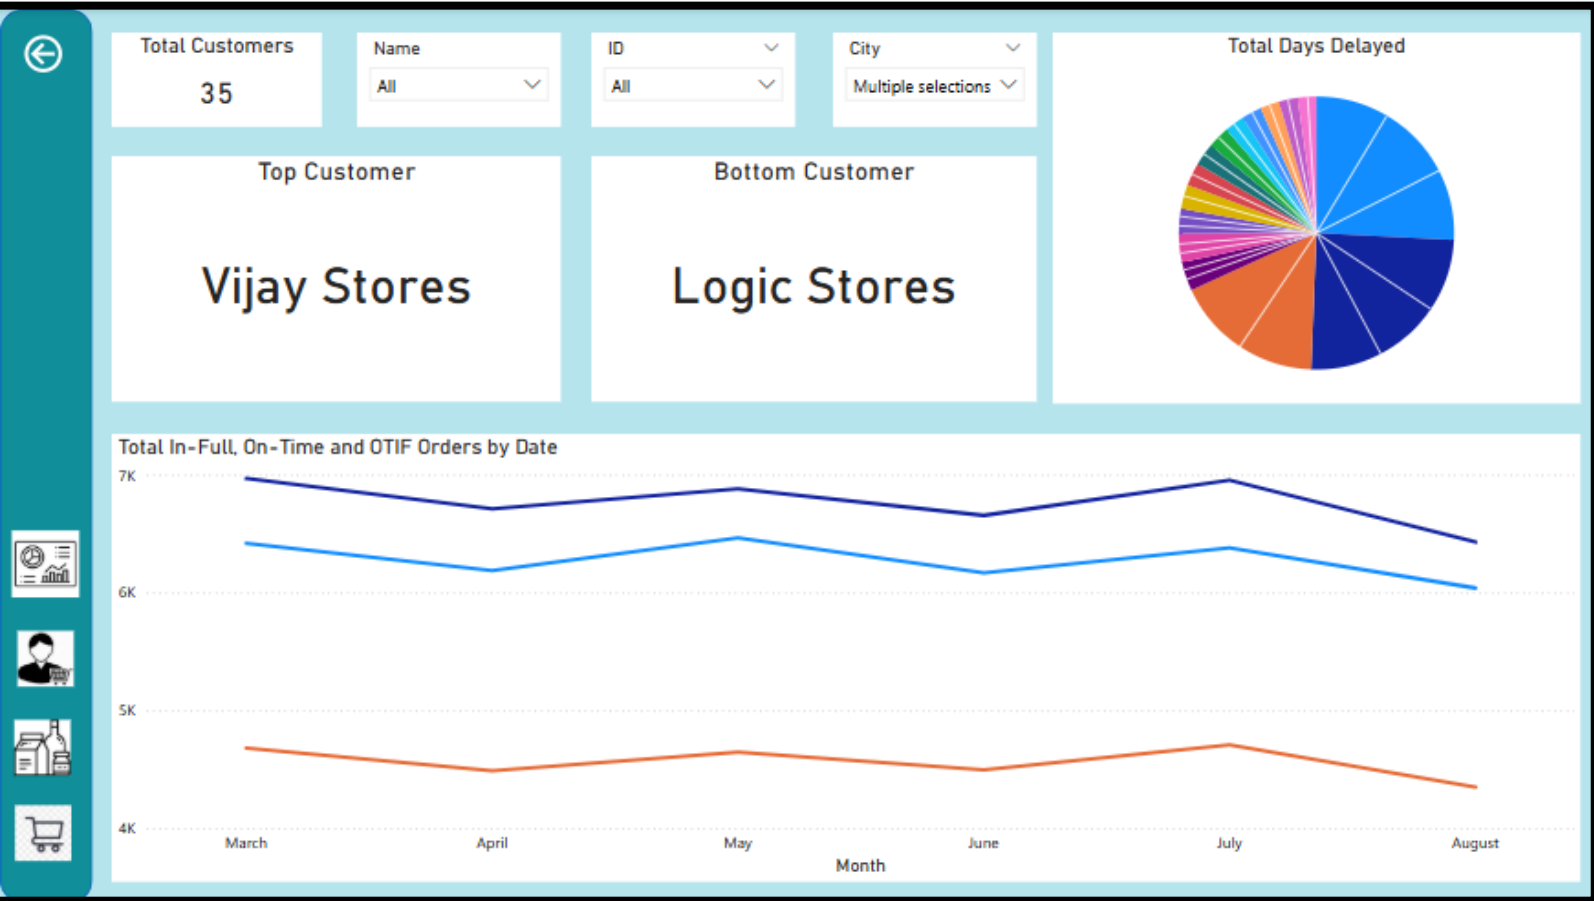 Total Customers
35
Name
All
ID
All
City
Multiple selections
Total Days Delayed
Top Customer
Vijay Stores
Bottom Customer
Logic Stores
Total In-Full, On-Time and OTIF Orders by Date
7K
6K
5K
4K
March April May June July August
Month